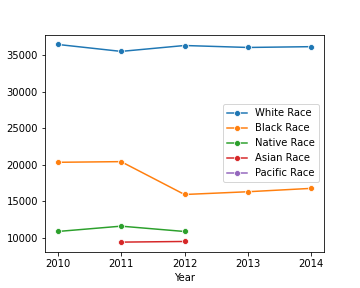 35000
30000
25000
20000
15000
10000
White Race
Black Race
Native Race
Asian Race
Pacific Race
2010 2011 2012 2013 2014
Year